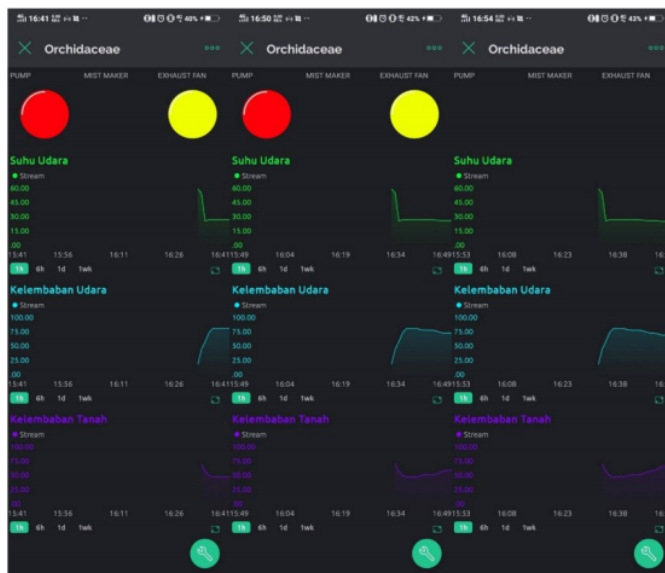 16:41
40%
Orchidaceae
PUMP MIST MAKER EXHAUST FAN
Suhu Udara
Stream
60.00
45.00
30.00
15.00
.00
15:41 15:56 16:11 16:26 16:41
1h 6h 1d 1wk
Kelembaban Udara
Stream
100.00
75.00
50.00
25.00
.00
15:41 15:56 16:11 16:26 16:41
1h 6h 1d 1wk
Kelembaban Tanah
Stream
100.00
75.00
50.00
25.00
.00
15:41 15:56 16:11 16:26 16:41
1h 6h 1d 1wk
16:50
42%
Orchidaceae
PUMP MIST MAKER EXHAUST FAN
Suhu Udara
Stream
60.00
45.00
30.00
15.00
.00
15:49 16:04 16:19 16:34 16:49
1h 6h 1d 1wk
Kelembaban Udara
Stream
100.00
75.00
50.00
25.00
.00
15:49 16:04 16:19 16:34 16:49
1h 6h 1d 1wk
Kelembaban Tanah
Stream
100.00
75.00
50.00
25.00
.00
15:49 16:04 16:19 16:34 16:49
1h 6h 1d 1wk
16:54
43%
Orchidaceae
PUMP MIST MAKER EXHAUST FAN
Suhu Udara
Stream
60.00
45.00
30.00
15.00
.00
15:53 16:08 16:23 16:38
1h 6h 1d 1wk
Kelembaban Udara
Stream
100.00
75.00
50.00
25.00
.00
15:53 16:08 16:23 16:38
1h 6h 1d 1wk
Kelembaban Tanah
Stream
100.00
75.00
50.00
25.00
.00
15:53 16:08 16:23 16:38
1h 6h 1d 1wk